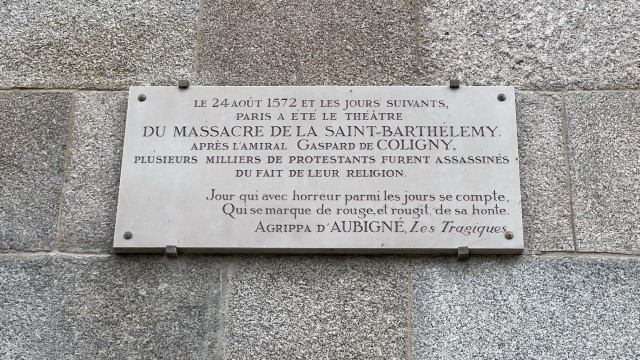 LE 24 AOÛT 1572 ET LES JOURS SUIVANTS,
PARIS A ÉTÉ LE THÉÂTRE
DU MASSACRE DE LA SAINT-BARTHÉLEMY.
APRÈS L'AMIRAL GASPARD DE COLIGNY,
PLUSIEURS MILLIERS DE PROTESTANTS FURENT ASSASSINÉS
DU FAIT DE LEUR RELIGION.
Jour qui avec horreur parmi les jours se compte,
Qui se marque de rouge, et rougit de sa honte.
AGRIPPA D'AUBIGNÉ, Les Tragiques